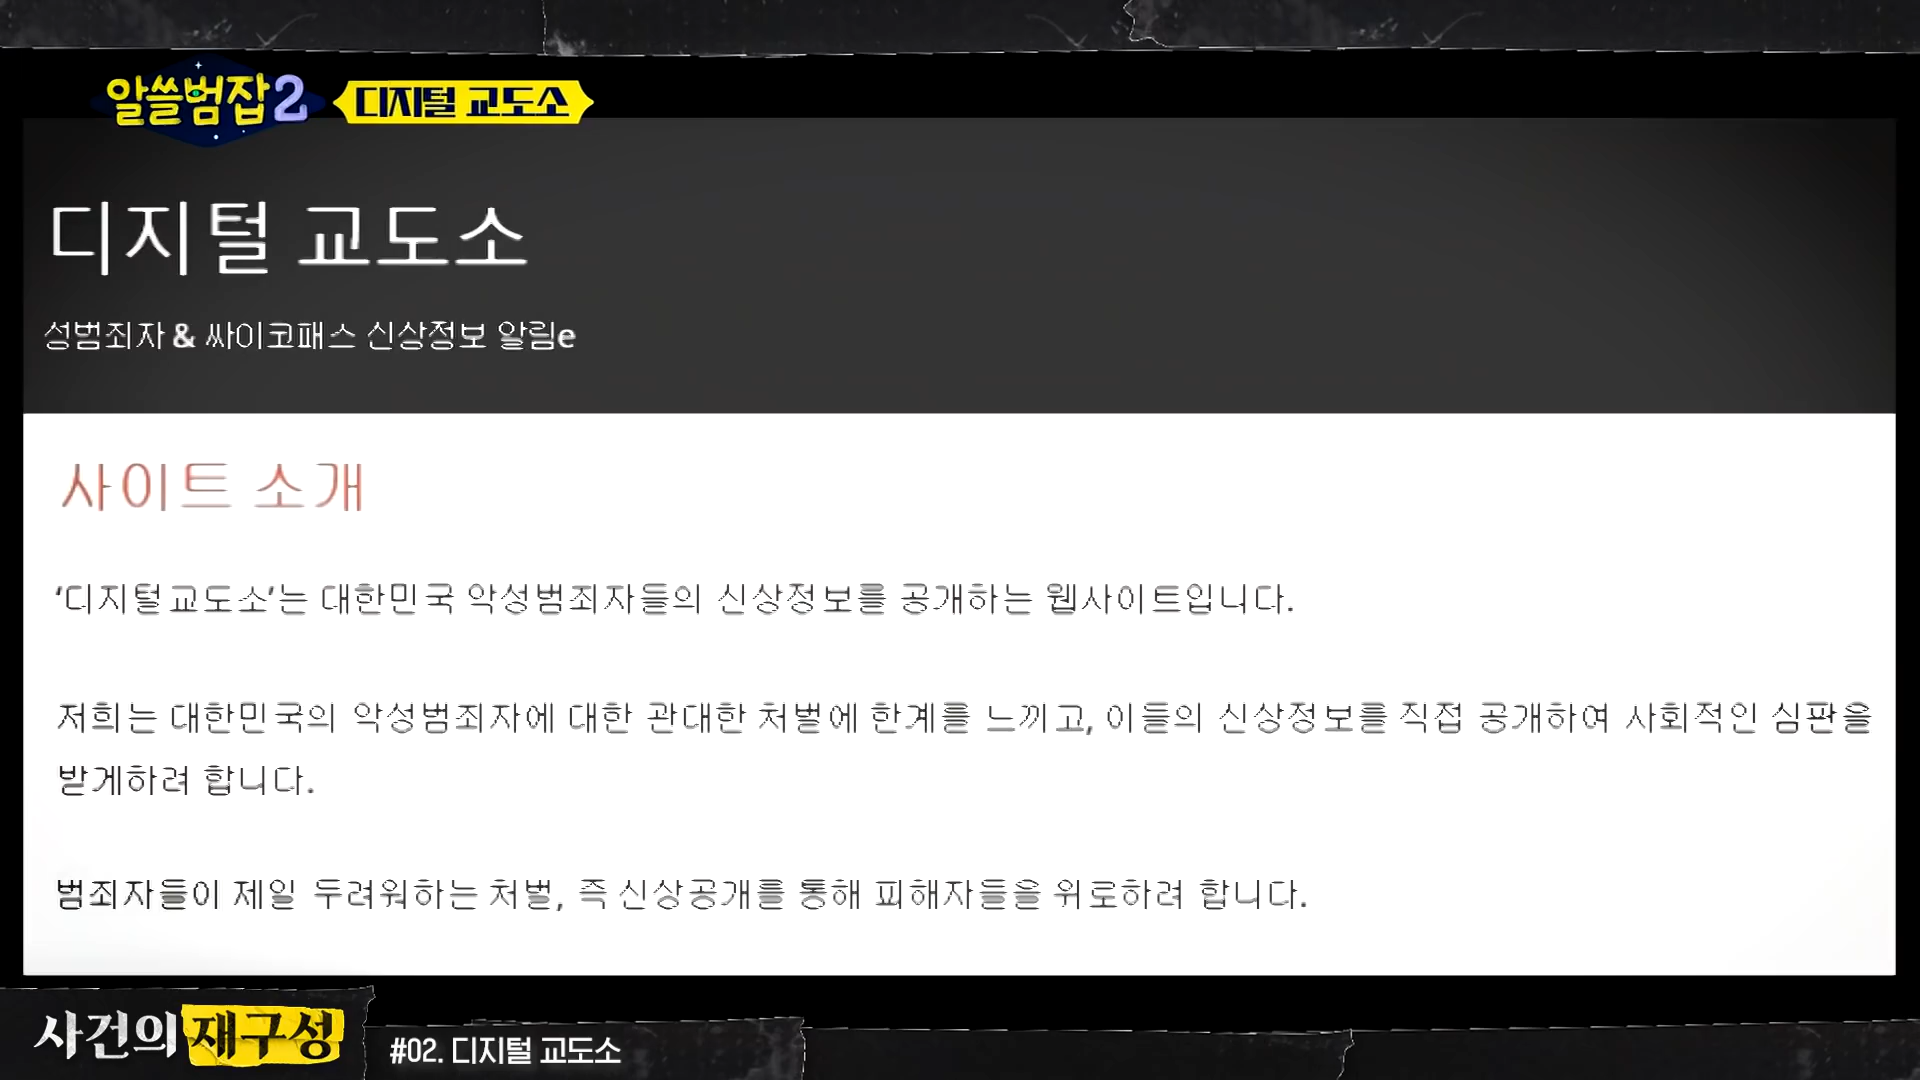 알쓸범잡2 디지털 교도소
디지털 교도소
성범죄자 & 싸이코패스 신상정보 알림e
사이트 소개
‘디지털교도소’는 대한민국 악성범죄자들의 신상정보를 공개하는 웹사이트입니다.
저희는 대한민국의 악성범죄자에 대한 관대한 처벌에 한계를 느끼고, 이들의 신상정보를 직접 공개하여 사회적인 심판을
받게하려 합니다.
범죄자들이 제일 두려워하는 처벌, 즉 신상공개를 통해 피해자들을 위로하려 합니다.
사건의 재구성 #02. 디지털 교도소